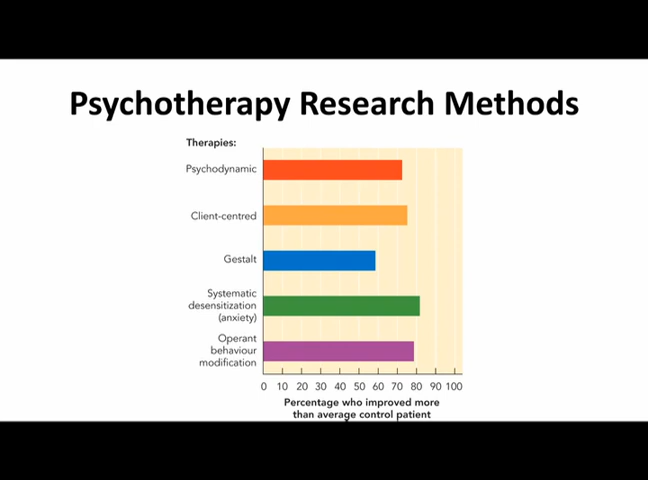 Psychotherapy Research Methods
Therapies:
Psychodynamic
Client-centred
Gestalt
Systematic
desensitization
(anxiety)
Operant
behaviour
modification
0 10 20 30 40 50 60 70 80 90 100
Percentage who improved more
than average control patient